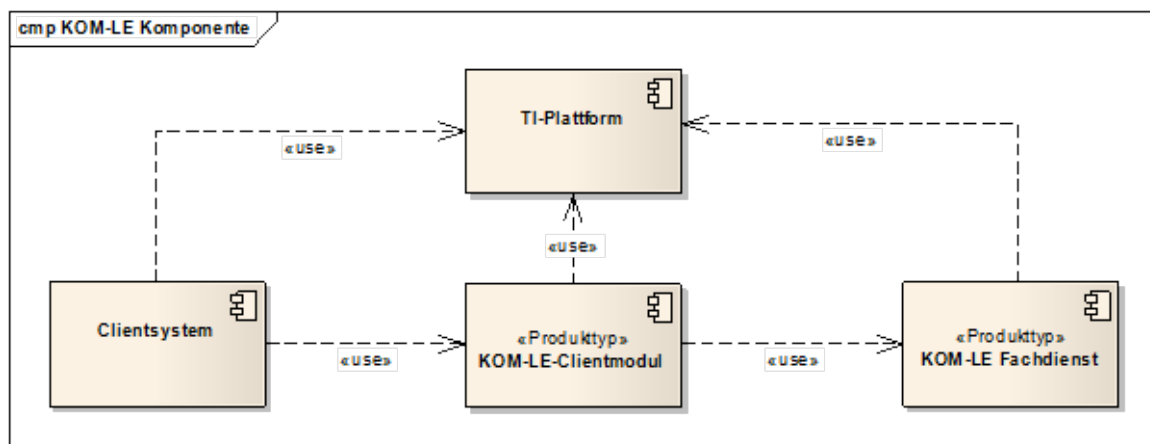 cmp KOM-LE Komponente
TI-Plattform
«use»
«use»
«use»
Clientsystem
«Produkttyp»
KOM-LE-Clientmodul
«Produkttyp»
KOM-LE Fachdienst
«use»
«use»